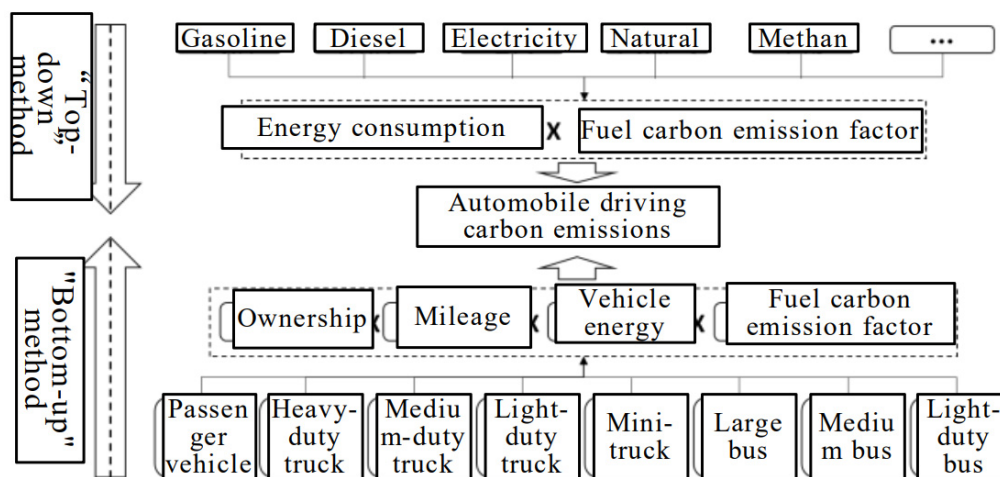 Gasoline Diesel Electricity Natural Methan ...
"Top-
down"
method
Energy consumption x Fuel carbon emission factor
Automobile driving
carbon emissions
"Bottom-up"
method
Ownership x Mileage x Vehicle
energy x Fuel carbon
emission factor
Passen
ger
vehicle
Heavy-
duty
truck
Mediu
m-duty
truck
Light-
duty
truck
Mini-
truck
Large
bus
Mediu
m bus
Light-
duty
bus